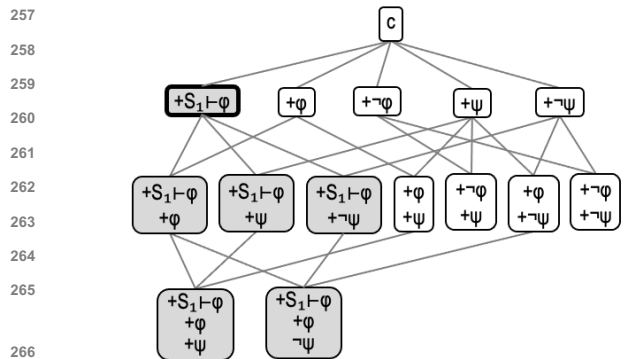 257
C
258
259
+S₁⊢φ +φ +¬φ +ψ +¬ψ
260
261
262
+S₁⊢φ +S₁⊢φ +S₁⊢φ +φ +¬φ +φ +¬φ
+φ +ψ +¬ψ +ψ +ψ +¬ψ +¬ψ
263
264
265
+S₁⊢φ +S₁⊢φ
+φ +φ
+ψ ¬ψ
266